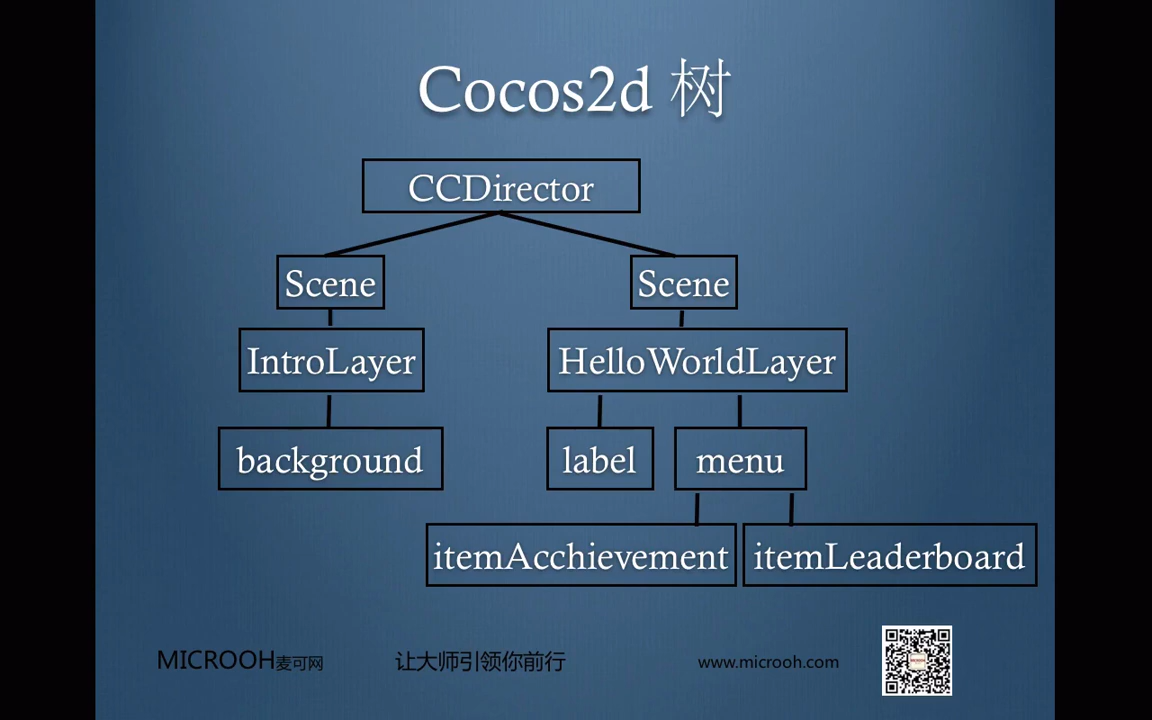 Cocos2d 树
CCDirector
Scene
Scene
IntroLayer
HelloWorldLayer
background
label
menu
itemAcchievement
itemLeaderboard
MICROOH麦可网
让大师引领你前行
www.microoh.com